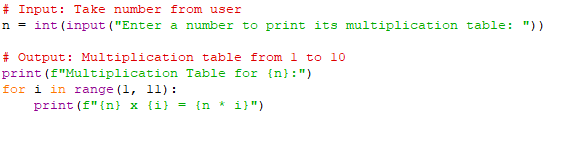 # Input: Take number from user
n = int(input("Enter a number to print its multiplication table: "))

# Output: Multiplication table from 1 to 10
print(f"Multiplication Table for {n}:")
for i in range(1, 11):
    print(f"{n} x {i} = {n * i}")